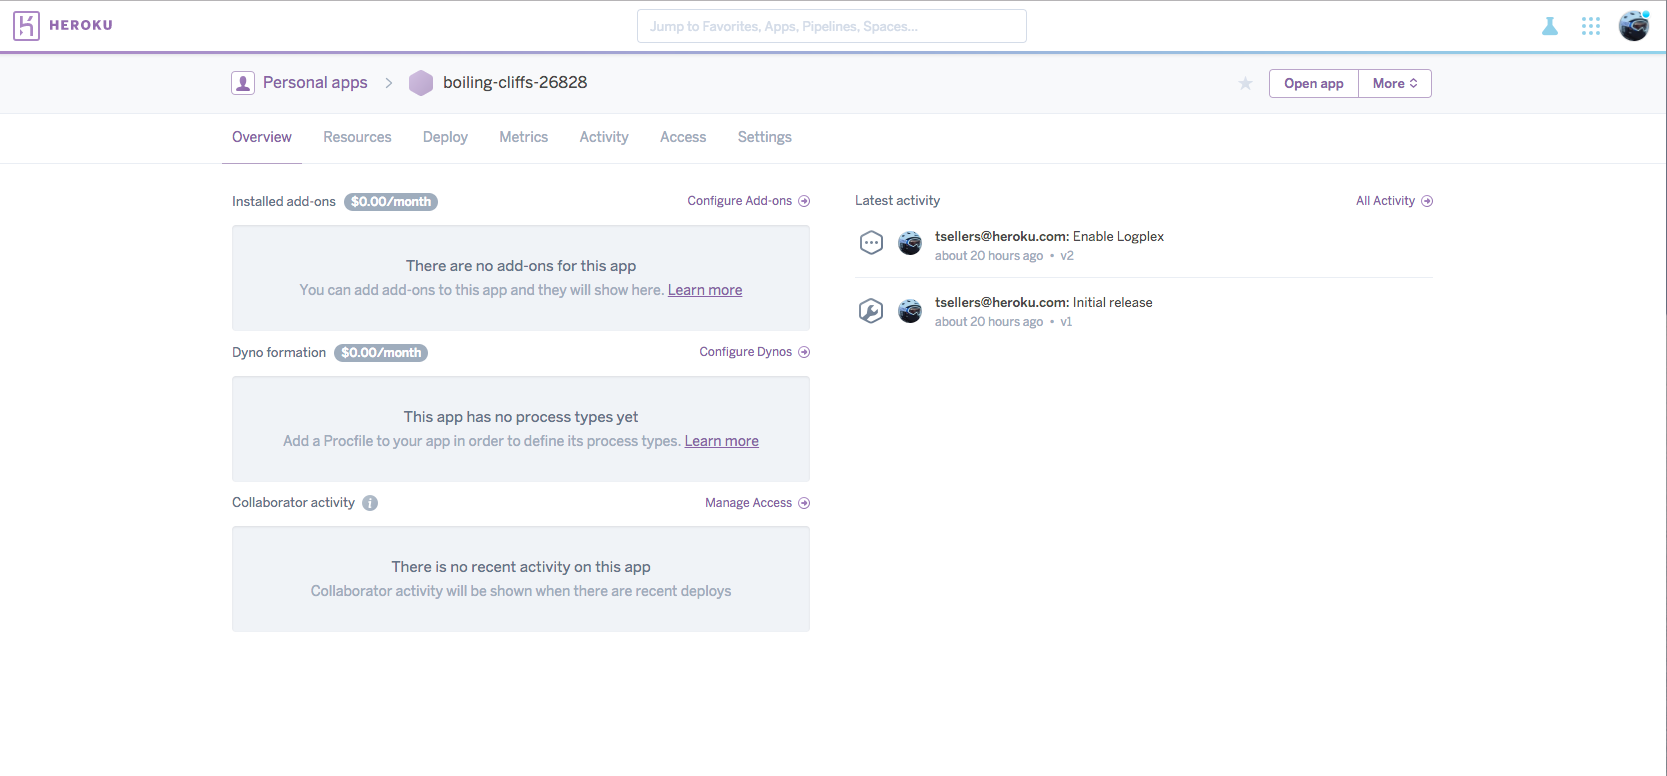 HEROKU
Jump to Favorites, Apps, Pipelines, Spaces...
Personal apps > boiling-cliffs-26828
Open app
More
Overview Resources Deploy Metrics Activity Access Settings
Installed add-ons $0.00/month
Configure Add-ons
There are no add-ons for this app
You can add add-ons to this app and they will show here. Learn more
Dyno formation $0.00/month
Configure Dynos
This app has no process types yet
Add a Procfile to your app in order to define its process types. Learn more
Collaborator activity i
Manage Access
There is no recent activity on this app
Collaborator activity will be shown when there are recent deploys
Latest activity
All Activity
tsellers@heroku.com: Enable Logplex
about 20 hours ago • v2
tsellers@heroku.com: Initial release
about 20 hours ago • v1